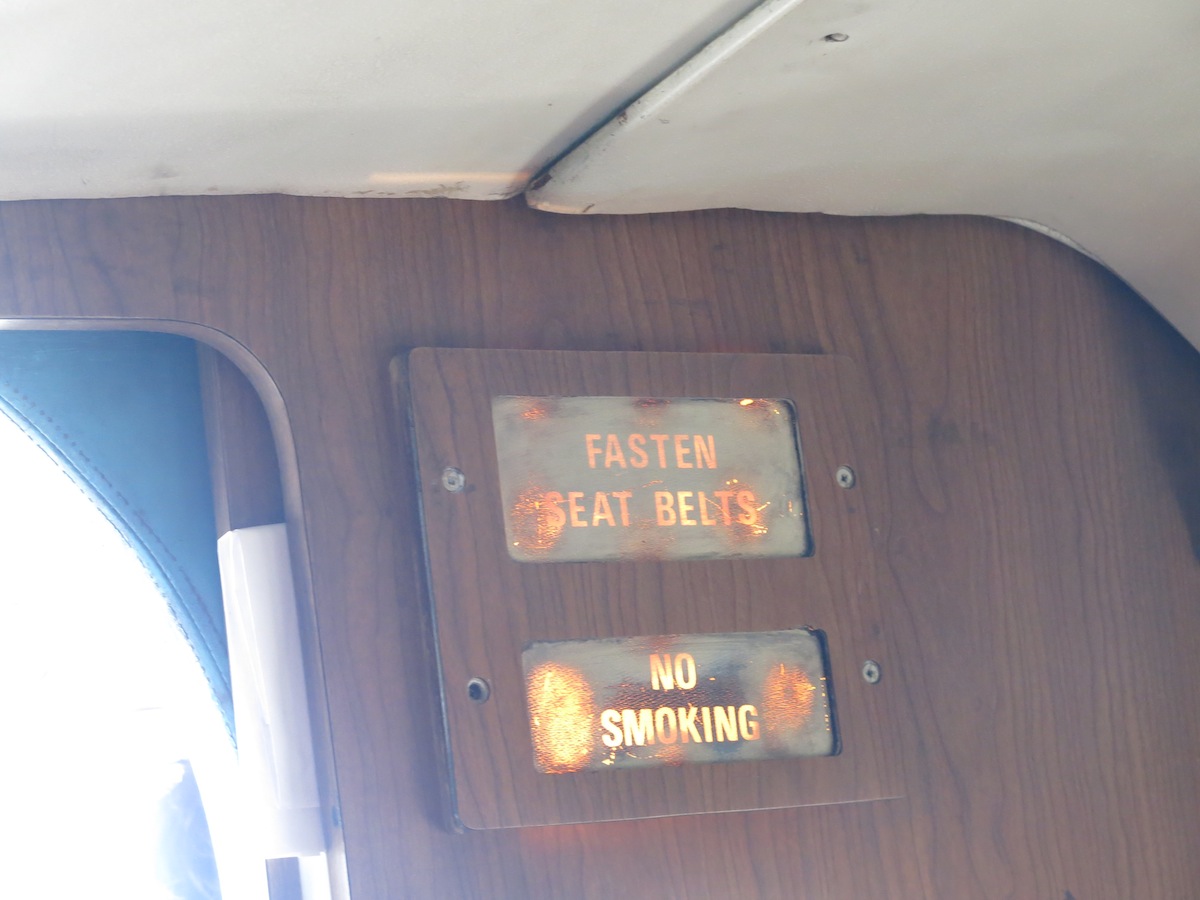 FASTEN
SEAT BELTS
NO
SMOKING